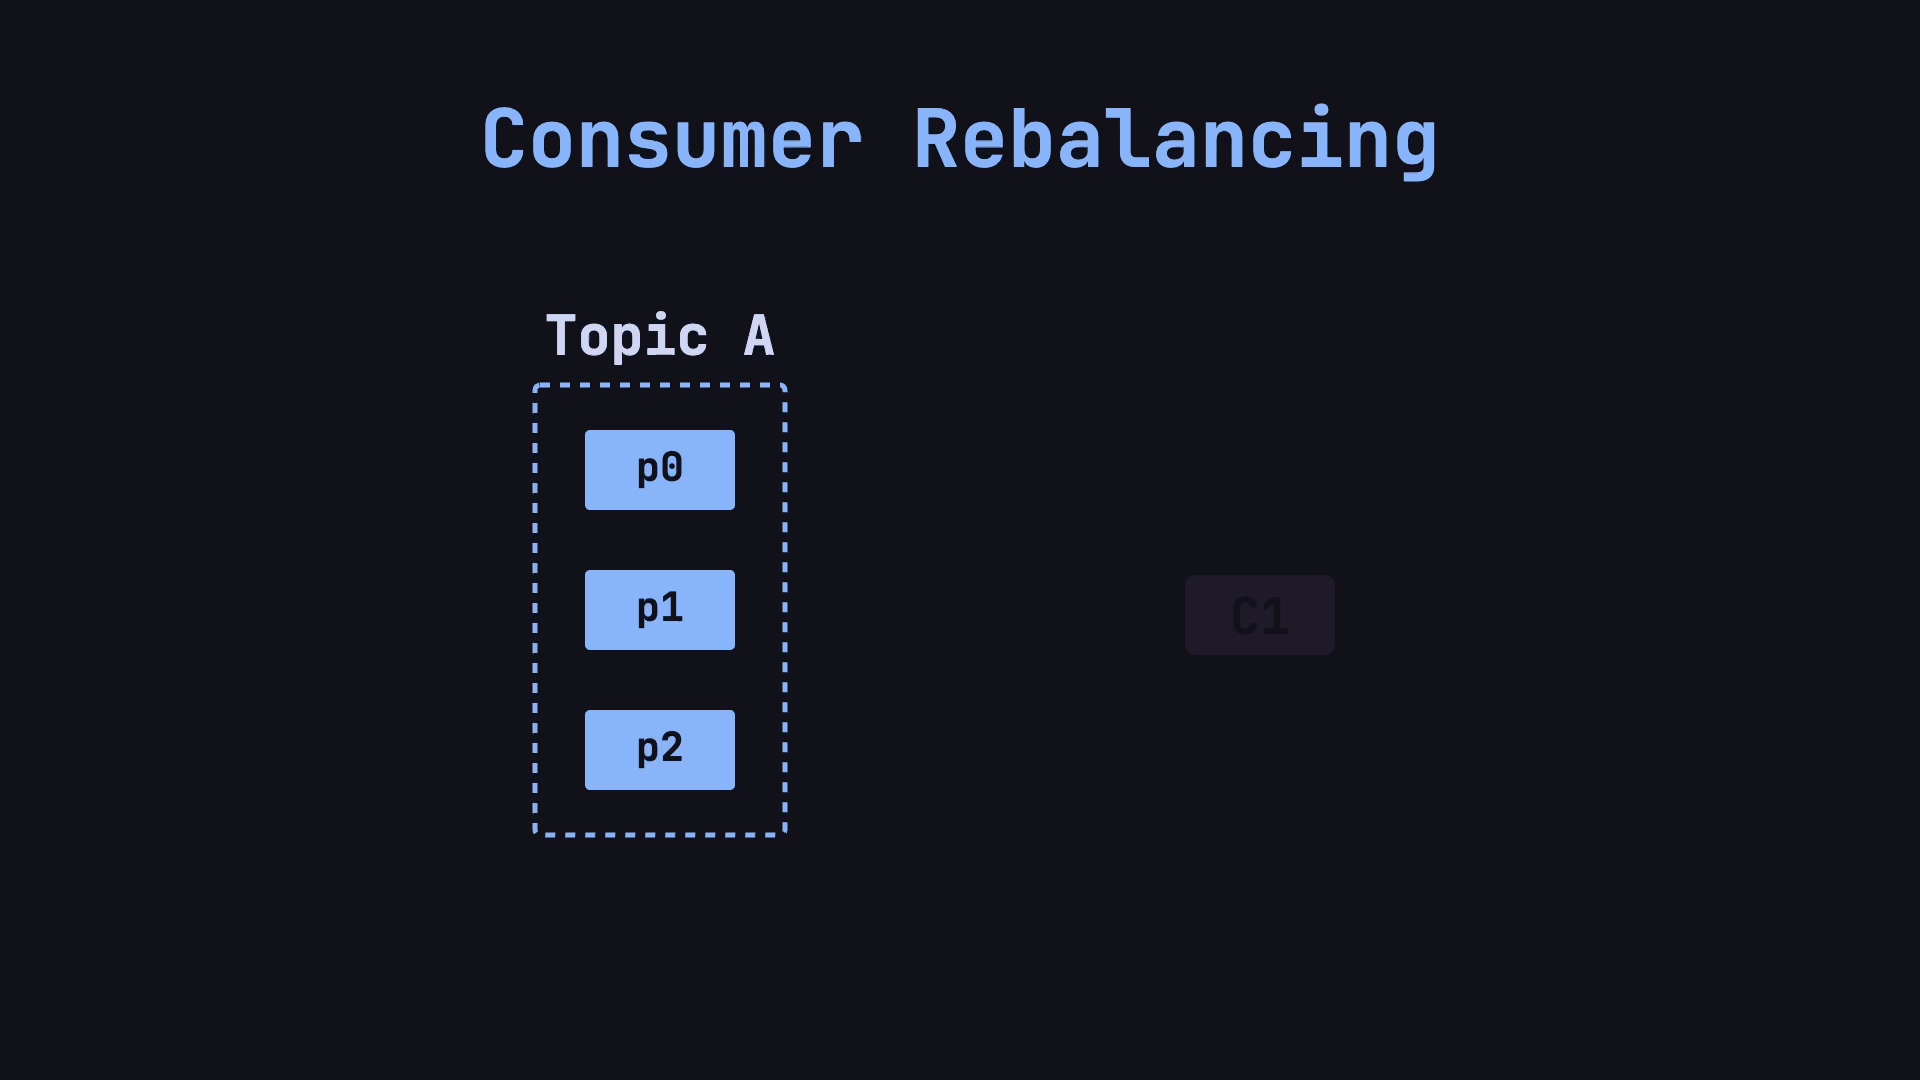 Consumer Rebalancing
Topic A
p0
p1
C1
p2